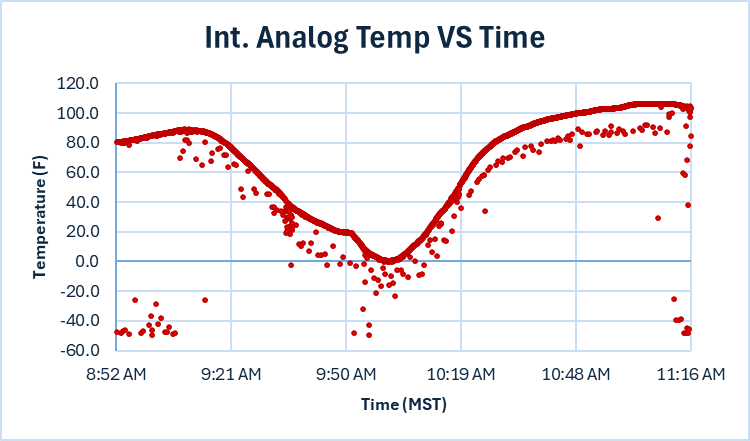 Int. Analog Temp VS Time
120.0
100.0
80.0
60.0
40.0
20.0
0.0
-20.0
-40.0
-60.0
Temperature (F)
8:52 AM 9:21 AM 9:50 AM 10:19 AM 10:48 AM 11:16 AM
Time (MST)